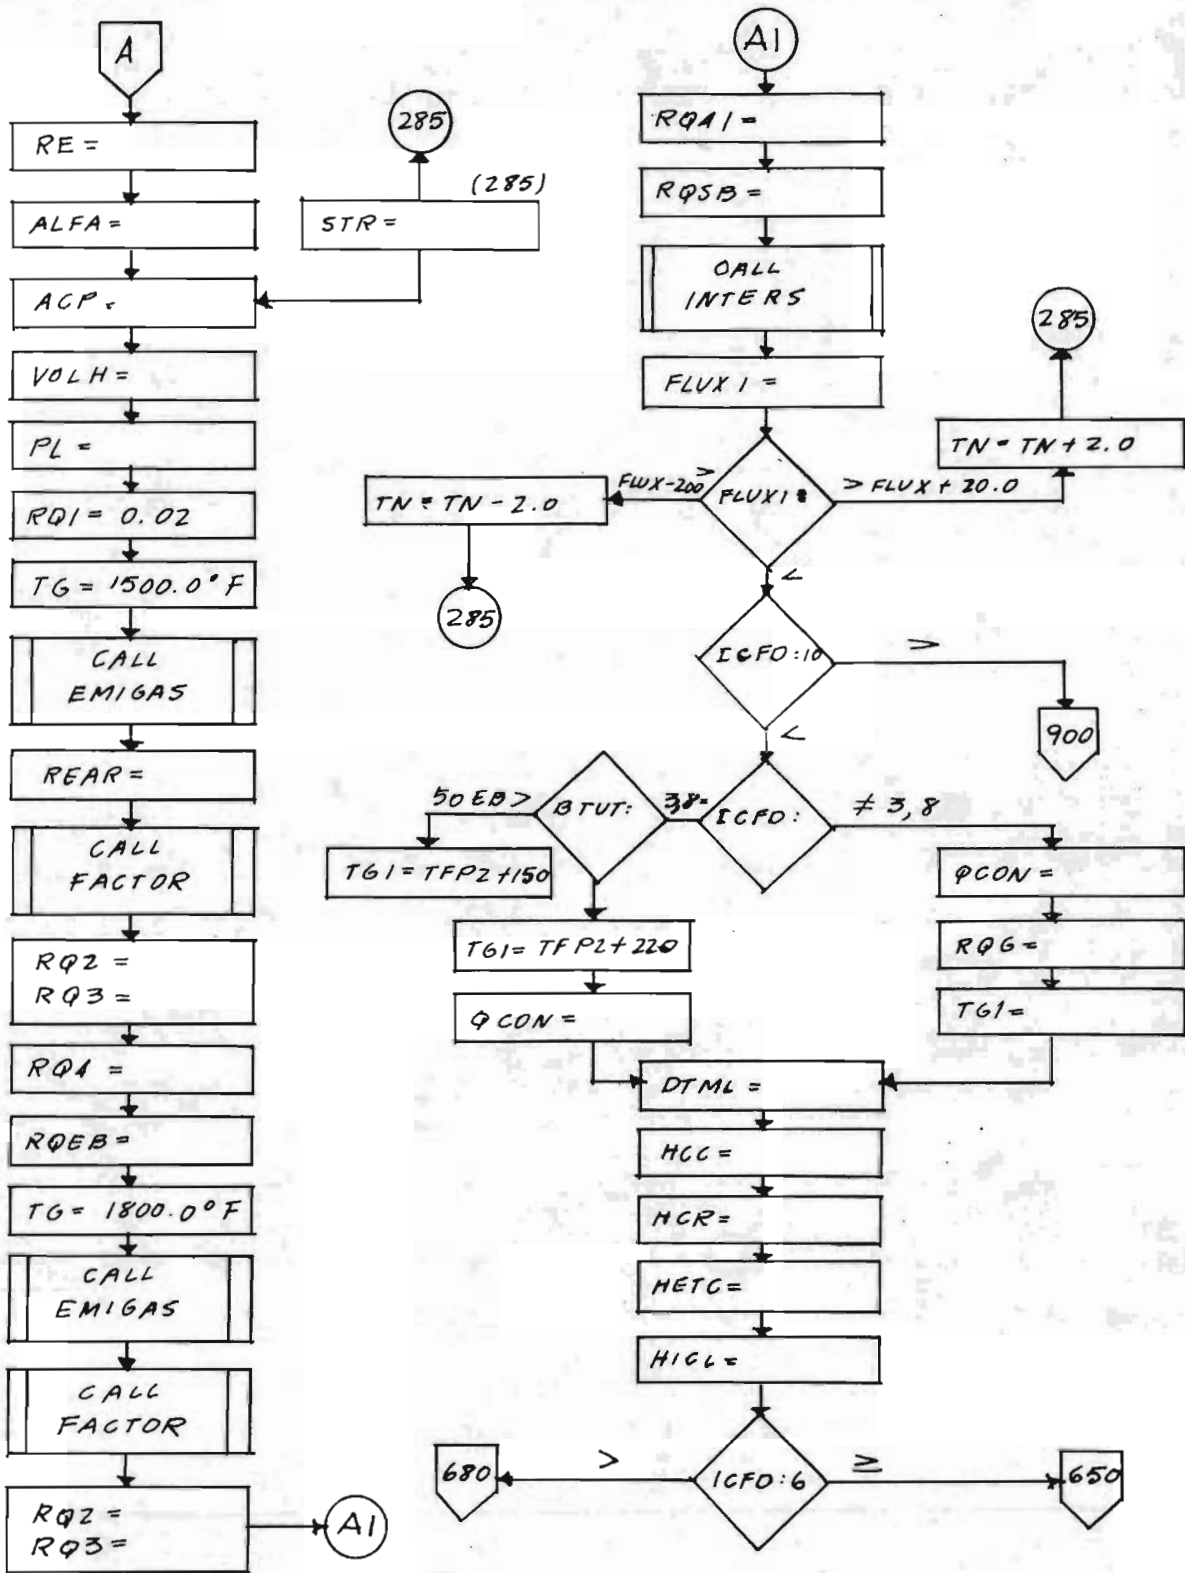 A
RE =
ALFA =
285
(285)
STR =
ACP =
VOLH =
PL =
RQ1 = 0.02
TG = 1500.0°F
CALL
EMIGAS
REAR =
CALL
FACTOR
RQ2 =
RQ3 =
RQ4 =
RQEB =
TG = 1800.0°F
CALL
EMIGAS
CALL
FACTOR
RQ2 =
RQ3 =
A1
A1
RQA1 =
RQSB =
CALL
INTERS
FLUX1 =
FLUX1:
FLUX-200 >
TN = TN - 2.0
285
> FLUX + 20.0
TN = TN + 2.0
285
<
ICFO:10
>
900
<
ICFO:
3,8=
BTUT:
50 EB >
TG1 = TFP2 +150
TG1 = TFP2 + 220
QCON =
≠ 3,8
QCON =
RQG =
TG1 =
DTML =
HCC =
HCR =
HETC =
HICL =
ICFO:6
>
680
≥
650